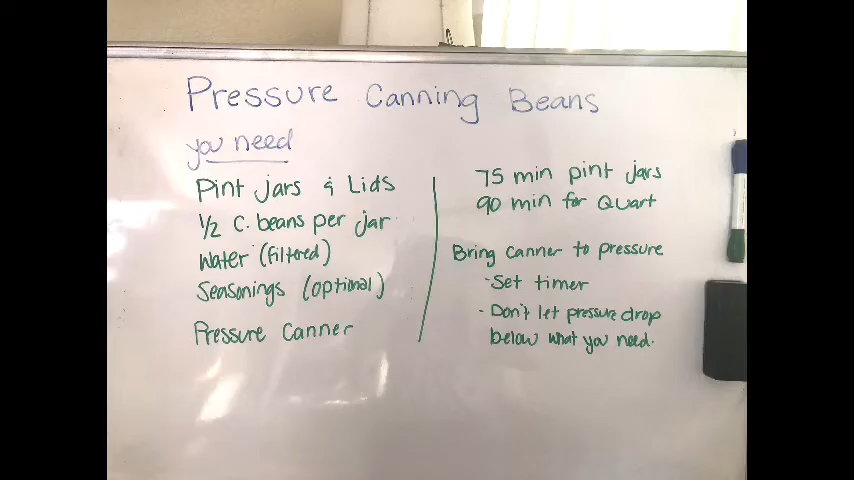 Pressure Canning Beans
you need
Pint Jars & Lids
1/2 C. beans per jar
Water (filtered)
Seasonings (optional)
Pressure Canner
75 min pint jars
90 min for Quart
Bring canner to pressure
- Set timer
- Don't let pressure drop
below what you need.